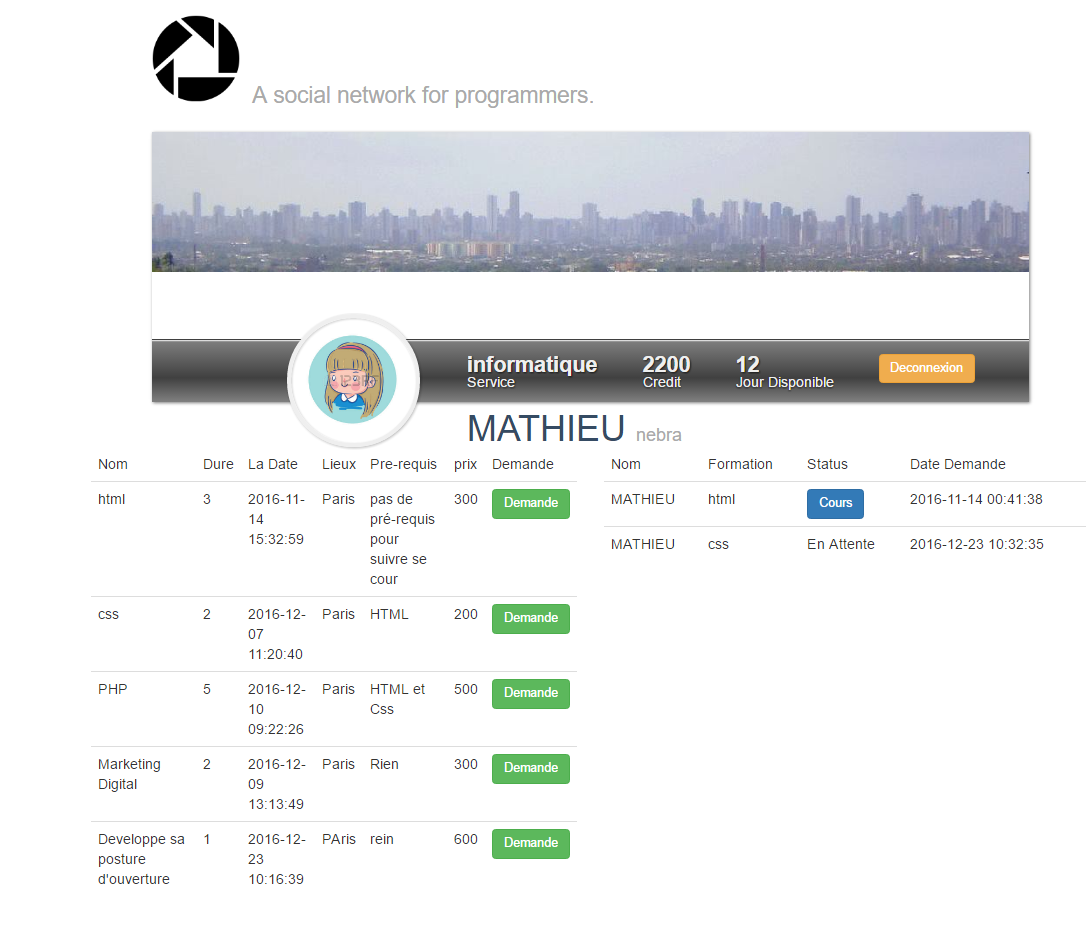 A social network for programmers.
informatique 2200 12
Service Credit Jour Disponible Deconnexion
MATHIEU nebra
Nom Dure La Date Lieux Pre-requis prix Demande
html 3 2016-11- Paris pas de 300 Demande
14 pré-requis
15:32:59 pour
suivre se
cour
css 2 2016-12- Paris HTML 200 Demande
07
11:20:40
PHP 5 2016-12- Paris HTML et 500 Demande
10 Css
09:22:26
Marketing 2 2016-12- Paris Rien 300 Demande
Digital 09
13:13:49
Developpe sa 1 2016-12- PAris rein 600 Demande
posture 23
d'ouverture 10:16:39
Nom Formation Status Date Demande
MATHIEU html Cours 2016-11-14 00:41:38
MATHIEU css En Attente 2016-12-23 10:32:35